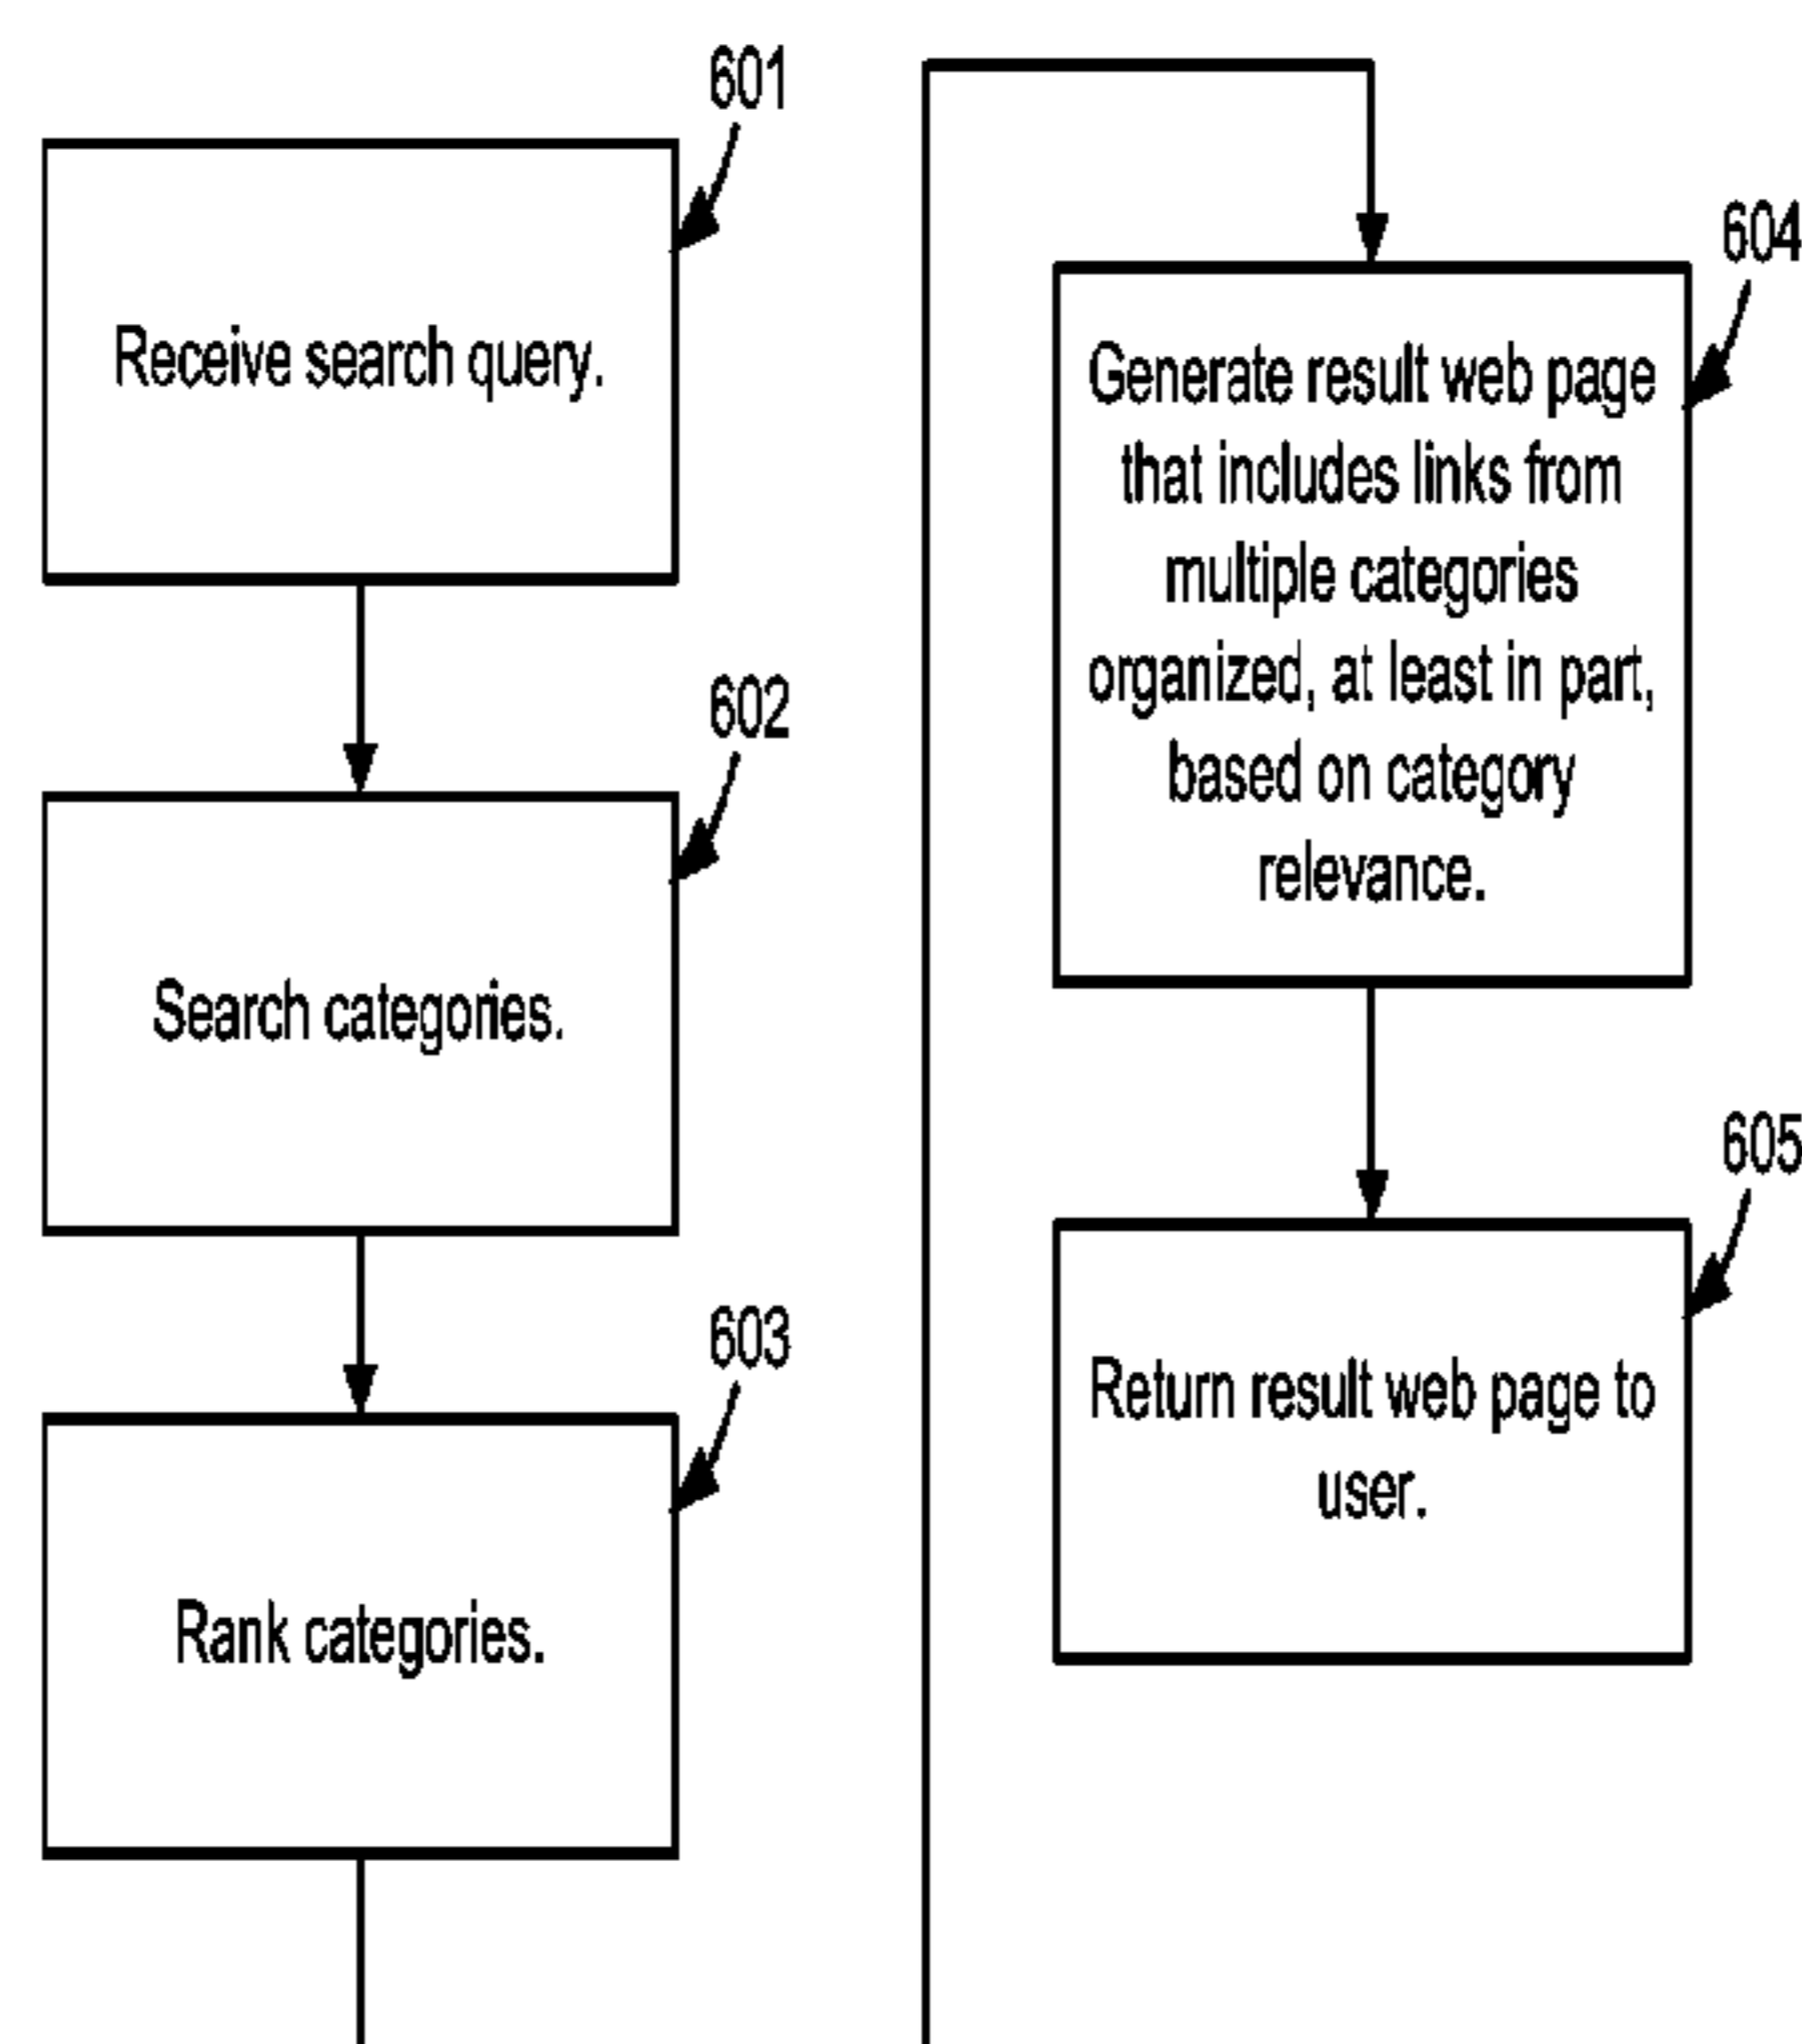 601
Receive search query.
602
Search categories.
603
Rank categories.
604
Generate result web page
that includes links from
multiple categories
organized, at least in part,
based on category
relevance.
605
Return result web page to
user.